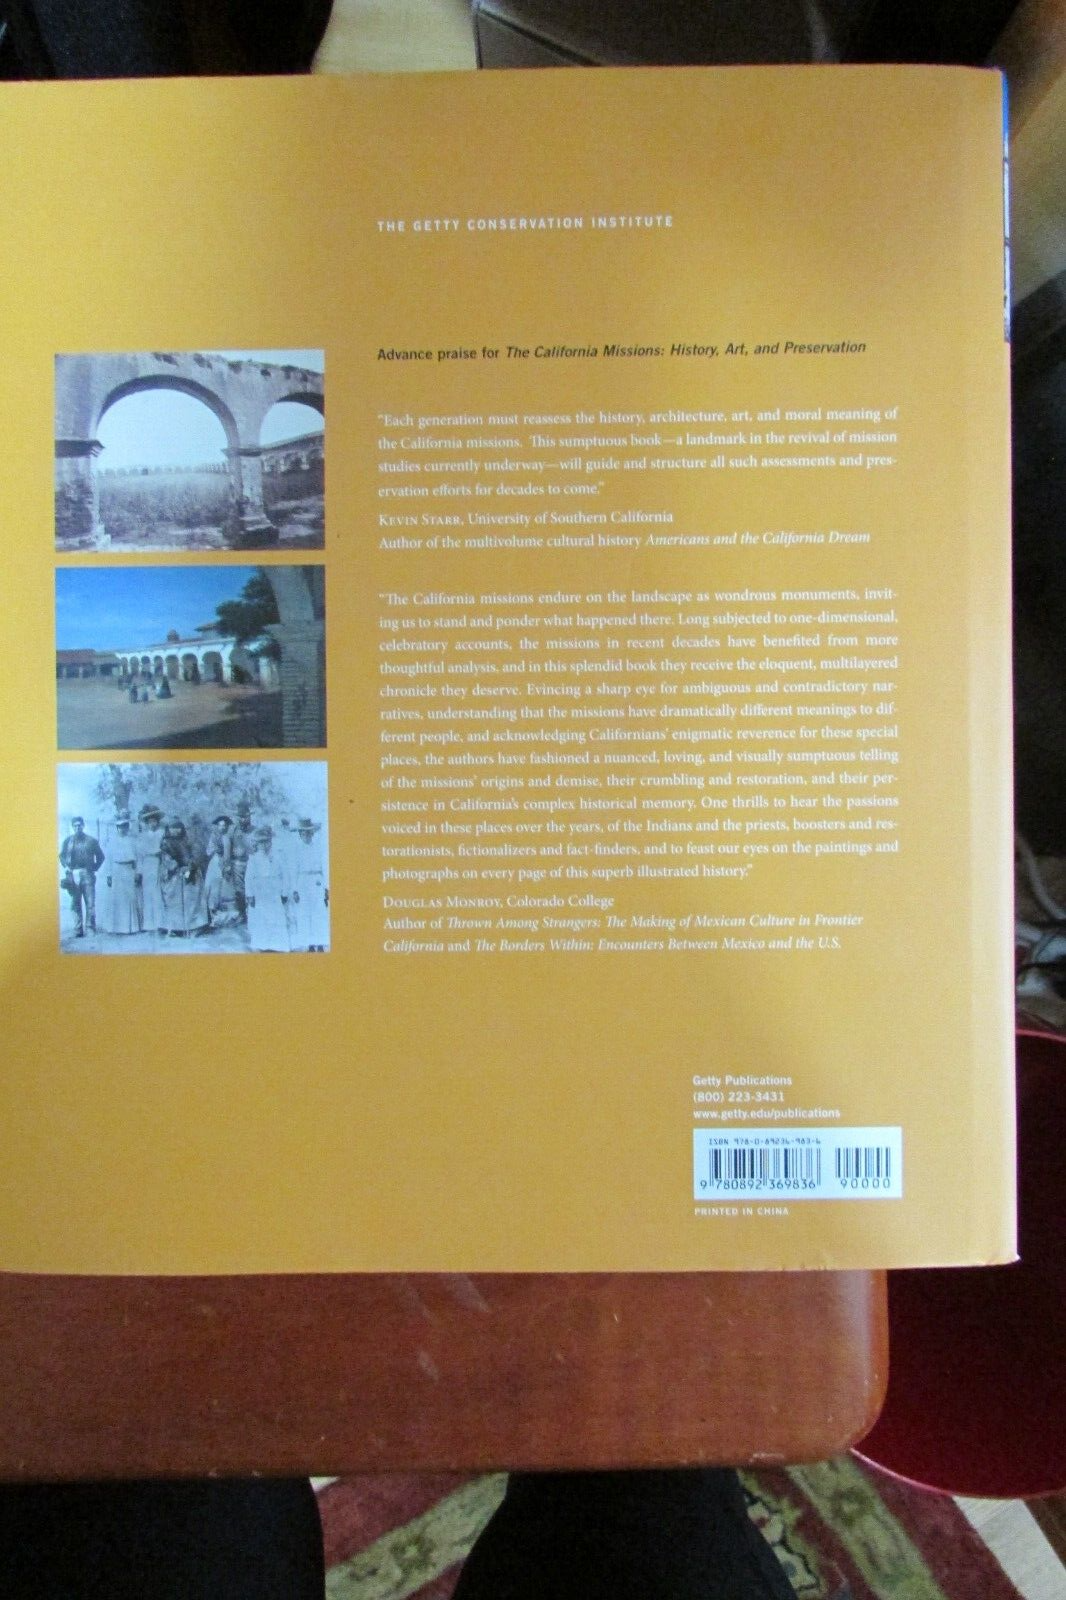 THE GETTY CONSERVATION INSTITUTE
Advance praise for The California Missions: History, Art, and Preservation
“Each generation must reassess the history, architecture, art, and moral meaning of
the California missions. This sumptuous book—a landmark in the revival of mission
studies currently underway—will guide and structure all such assessments and pres-
ervation efforts for decades to come.”
KEVIN STARR, University of Southern California
Author of the multivolume cultural history Americans and the California Dream
“The California missions endure on the landscape as wondrous monuments, invit-
ing us to stand and ponder what happened there. Long subjected to one-dimensional,
celebratory accounts, the missions in recent decades have benefited from more
thoughtful analysis, and in this splendid book they receive the eloquent, multilayered
chronicle they deserve. Evincing a sharp eye for ambiguous and contradictory nar-
ratives, understanding that the missions have dramatically different meanings to dif-
ferent people, and acknowledging Californians’ enigmatic reverence for these special
places, the authors have fashioned a nuanced, loving, and visually sumptuous telling
of the missions’ origins and demise, their crumbling and restoration, and their per-
sistence in California’s complex historical memory. One thrills to hear the passions
voiced in these places over the years, of the Indians and the priests, boosters and res-
torationists, fictionalizers and fact-finders, and to feast our eyes on the paintings and
photographs on every page of this superb illustrated history.”
DOUGLAS MONROY, Colorado College
Author of Thrown Among Strangers: The Making of Mexican Culture in Frontier
California and The Borders Within: Encounters Between Mexico and the U.S.
Getty Publications
(800) 223-3431
www.getty.edu/publications
ISBN 978-0-89236-983-6
9 780892 369836 90000
PRINTED IN CHINA